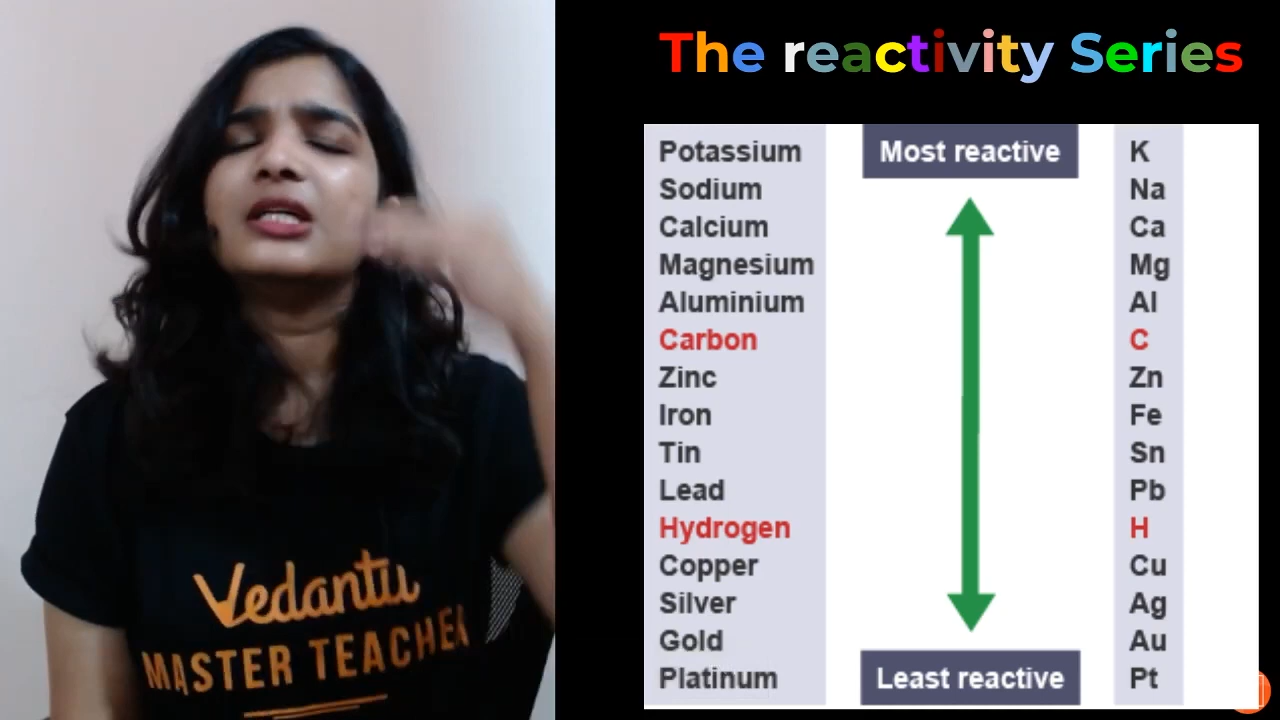 The reactivity Series
Potassium Most reactive K
Sodium Na
Calcium Ca
Magnesium Mg
Aluminium Al
Carbon C
Zinc Zn
Iron Fe
Tin Sn
Lead Pb
Hydrogen H
Copper Cu
Silver Ag
Gold Au
Platinum Least reactive Pt
Vedantu
MASTER TEACHER